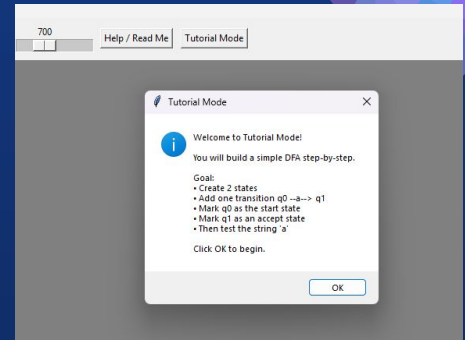 700
Help / Read Me
Tutorial Mode
Tutorial Mode
Welcome to Tutorial Mode!
You will build a simple DFA step-by-step.
Goal:
• Create 2 states
• Add one transition q0 --a--> q1
• Mark q0 as the start state
• Mark q1 as an accept state
• Then test the string 'a'
Click OK to begin.
OK